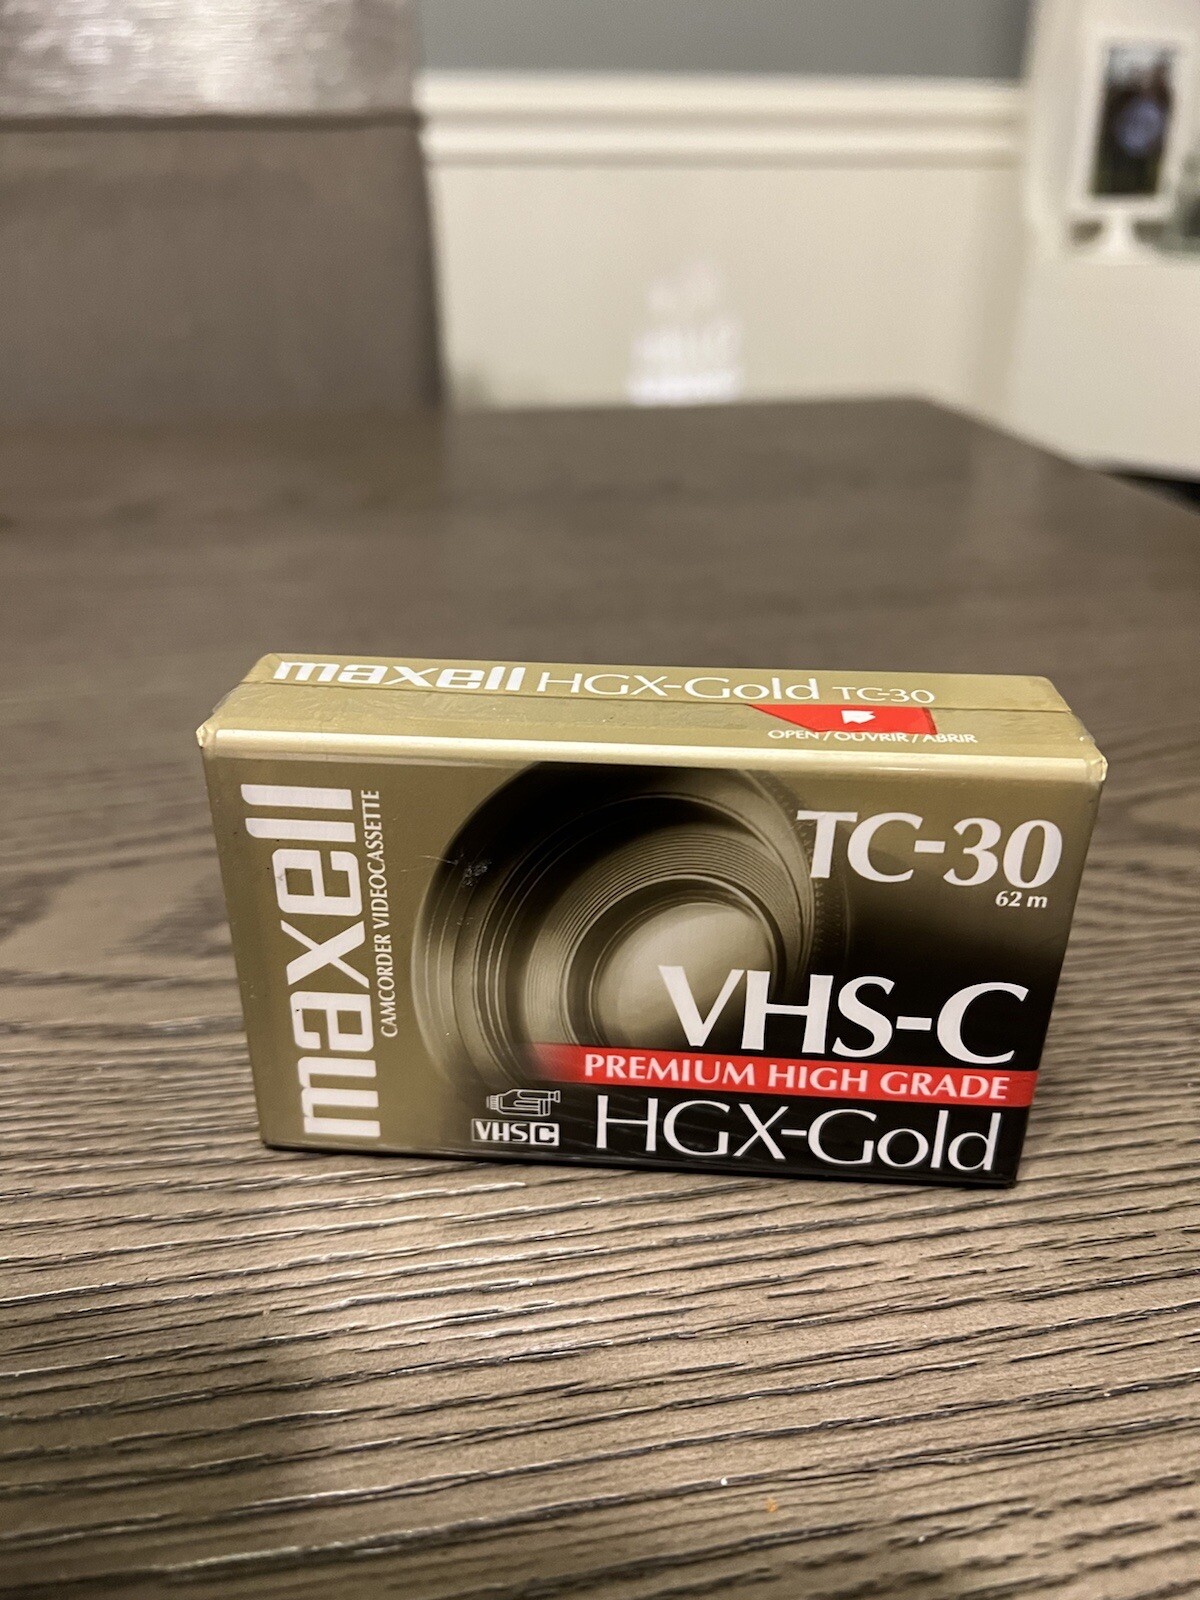 maxell HGX-Gold TC-30
OPEN/OUVRIR/ABRIR
maxell
CAMCORDER VIDEOCASSETTE
TC-30
62 m
VHS-C
PREMIUM HIGH GRADE
HGX-Gold
VHS C